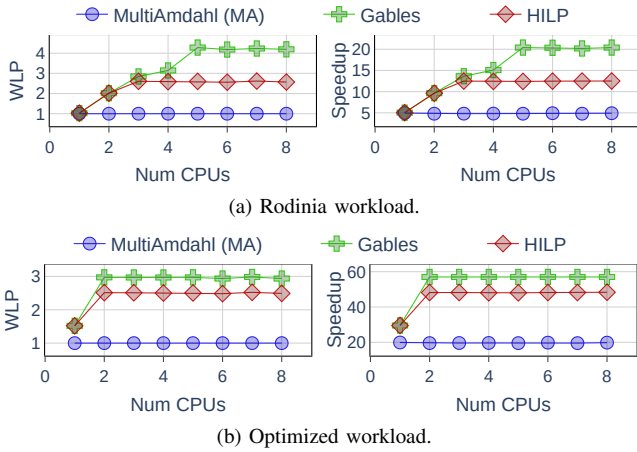 MultiAmdahl (MA) Gables HILP
WLP
4
3
2
1
0 2 4 6 8
Num CPUs
Speedup
20
15
10
5
0 2 4 6 8
Num CPUs
(a) Rodinia workload.
MultiAmdahl (MA) Gables HILP
WLP
3
2
1
0 2 4 6 8
Num CPUs
Speedup
60
40
20
0 2 4 6 8
Num CPUs
(b) Optimized workload.